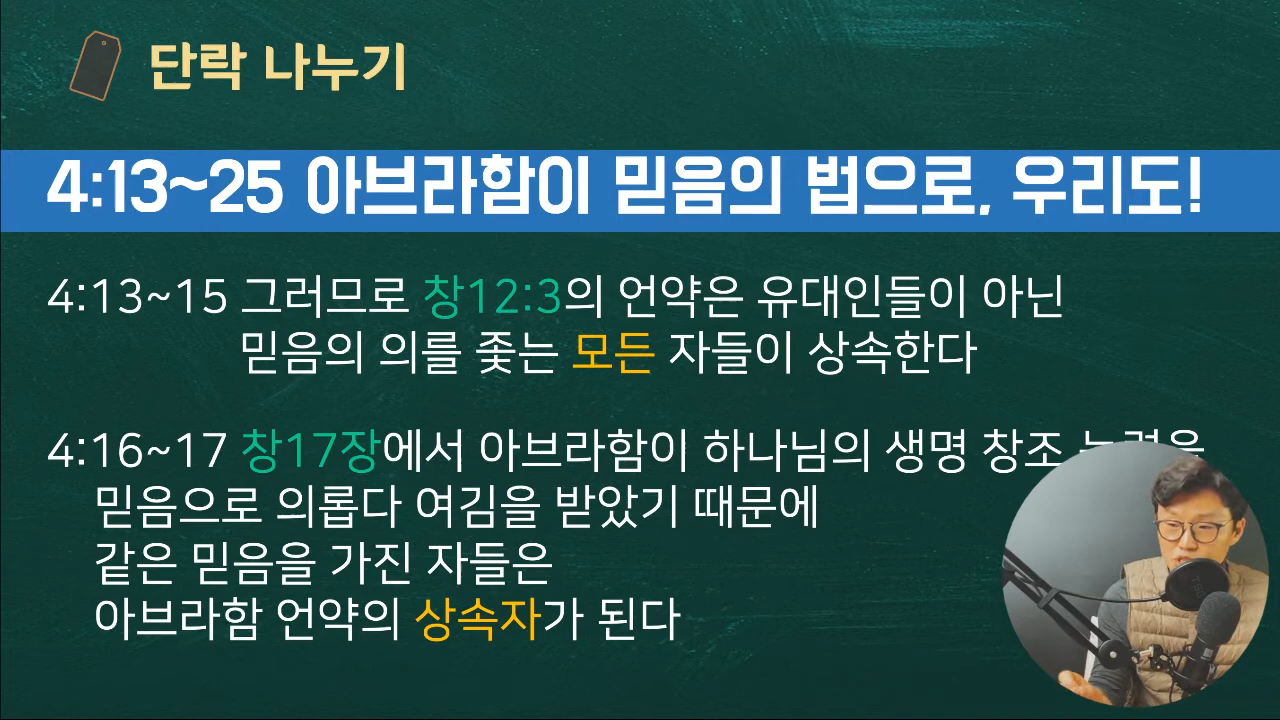 단락 나누기
4:13~25 아브라함이 믿음의 법으로, 우리도!
4:13~15 그러므로 창12:3의 언약은 유대인들이 아닌
믿음의 의를 좇는 모든 자들이 상속한다
4:16~17 창17장에서 아브라함이 하나님의 생명 창조
믿음으로 의롭다 여김을 받았기 때문에
같은 믿음을 가진 자들은
아브라함 언약의 상속자가 된다